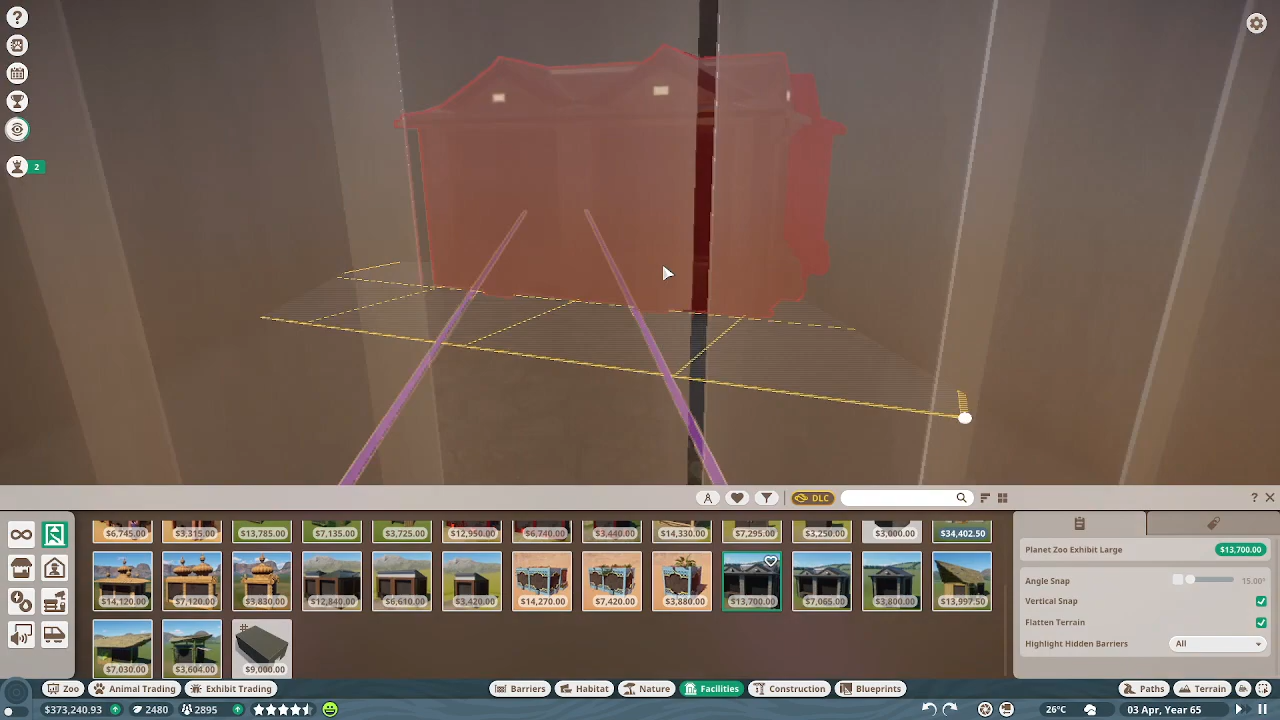 2
DLC
$6,745.00 $3,315.00 $13,785.00 $7,135.00 $3,725.00 $12,950.00 $6,740.00 $3,440.00 $14,330.00 $7,295.00 $3,250.00 $3,000.00 $34,402.50
$14,120.00 $7,120.00 $3,830.00 $12,840.00 $6,610.00 $3,420.00 $14,270.00 $7,420.00 $3,880.00 $13,700.00 $7,065.00 $3,800.00 $13,997.50
$7,030.00 $3,604.00 $9,000.00
Planet Zoo Exhibit Large $13,700.00
Angle Snap 15.00°
Vertical Snap
Flatten Terrain
Highlight Hidden Barriers All
Zoo Animal Trading Exhibit Trading Barriers Habitat Nature Facilities Construction Blueprints Paths Terrain
$373,240.93 2480 2895 26°C 03 Apr, Year 65